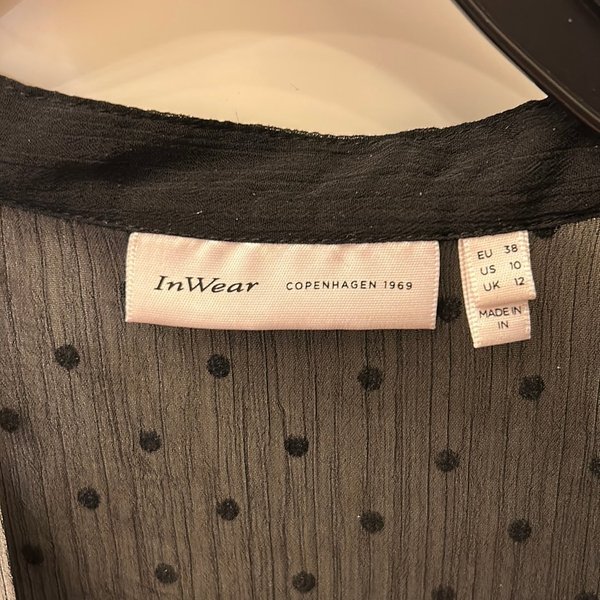 InWear COPENHAGEN 1969
EU 38
US 10
UK 12
MADE IN
IN